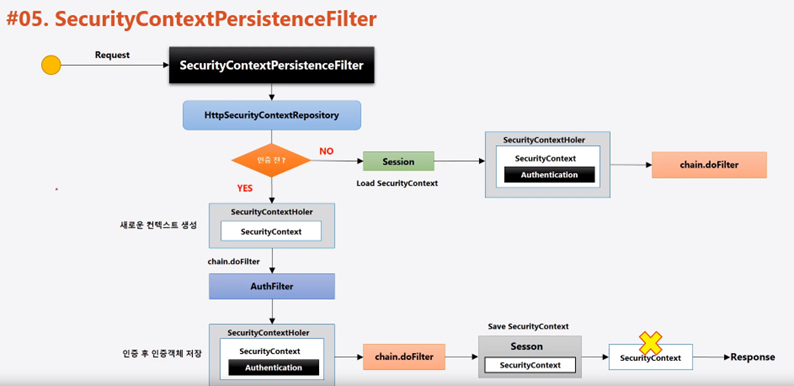 #05. SecurityContextPersistenceFilter
Request
SecurityContextPersistenceFilter
HttpSecurityContextRepository
인증 전 ?
NO
Session
Load SecurityContext
SecurityContextHoler
SecurityContext
Authentication
chain.doFilter
YES
새로운 컨텍스트 생성
SecurityContextHoler
SecurityContext
chain.doFilter
AuthFilter
인증 후 인증객체 저장
SecurityContextHoler
SecurityContext
Authentication
chain.doFilter
Save SecurityContext
Sesson
SecurityContext
SecurityContext
Response